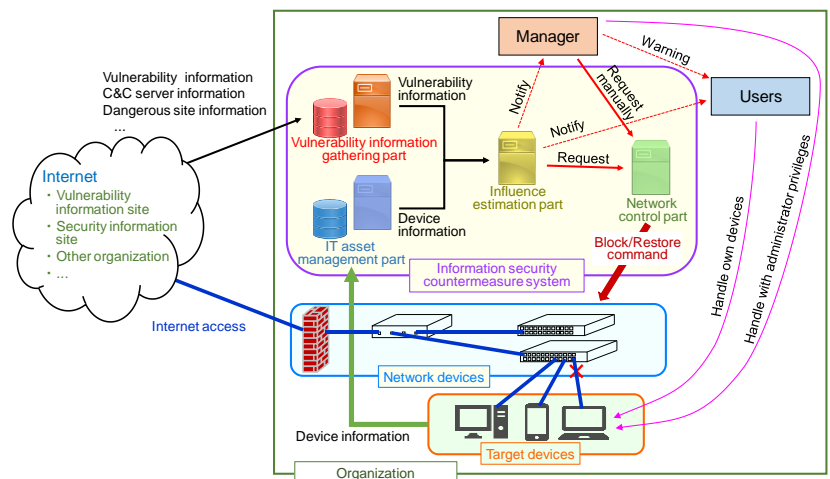 Manager
Warning
Vulnerability information
C&C server information
Dangerous site information
...
Vulnerability
information
Notify
Request
manually
Users
Vulnerability information
gathering part
Notify
Request
Influence
estimation part
Network
control part
Internet
・ Vulnerability
information site
・ Security information
site
・ Other organization
・ ...
Device
information
IT asset
management part
Block/Restore
command
Information security
countermeasure system
Handle own devices
Handle with administrator privileges
Internet access
Network devices
Device information
Target devices
Organization